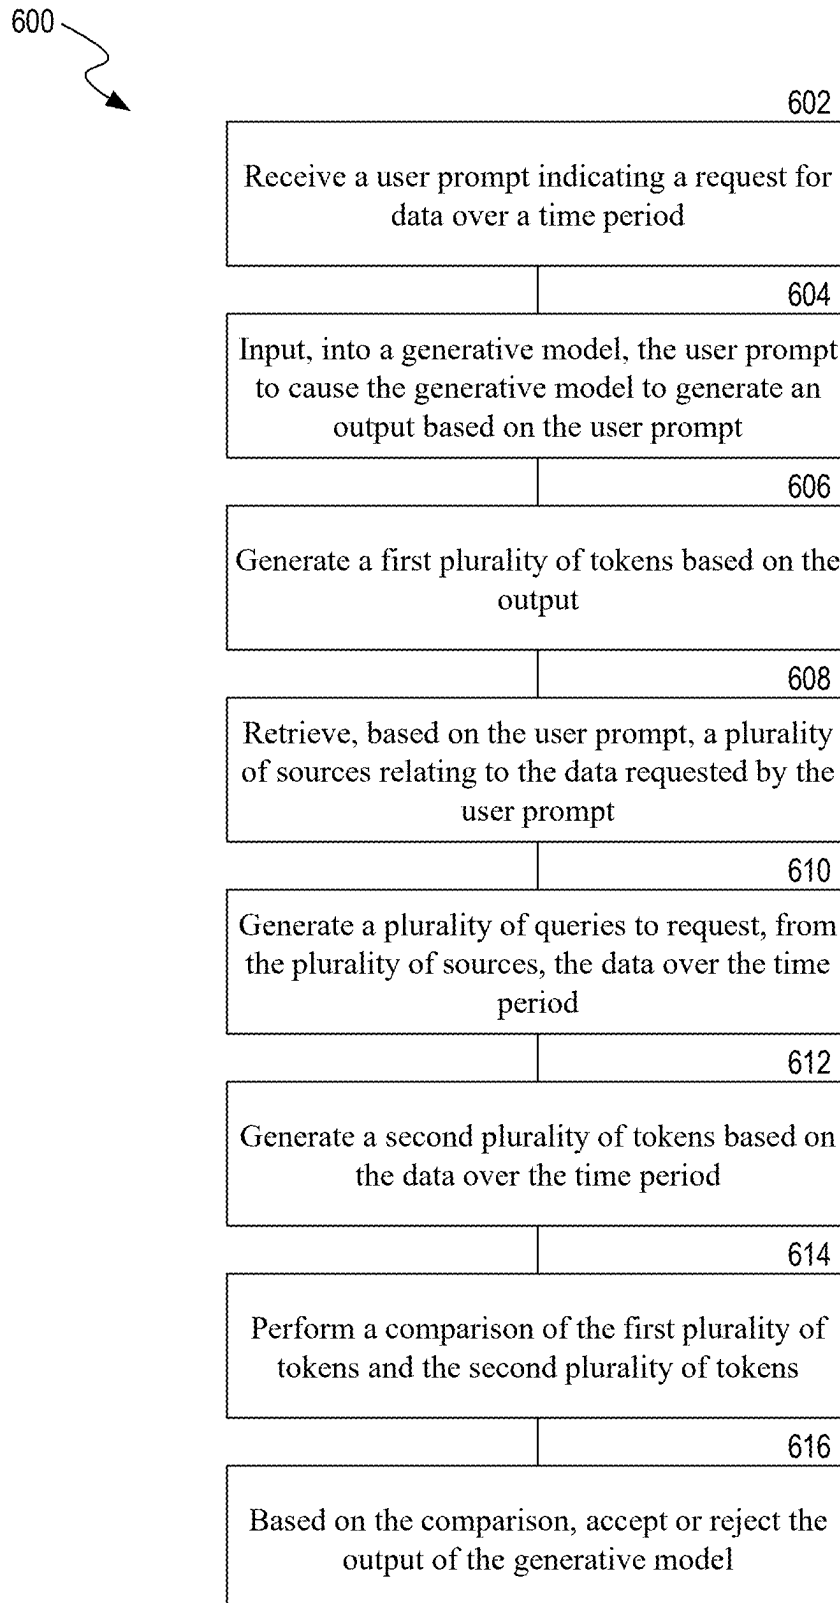 600
602
Receive a user prompt indicating a request for
data over a time period
604
Input, into a generative model, the user prompt
to cause the generative model to generate an
output based on the user prompt
606
Generate a first plurality of tokens based on the
output
608
Retrieve, based on the user prompt, a plurality
of sources relating to the data requested by the
user prompt
610
Generate a plurality of queries to request, from
the plurality of sources, the data over the time
period
612
Generate a second plurality of tokens based on
the data over the time period
614
Perform a comparison of the first plurality of
tokens and the second plurality of tokens
616
Based on the comparison, accept or reject the
output of the generative model